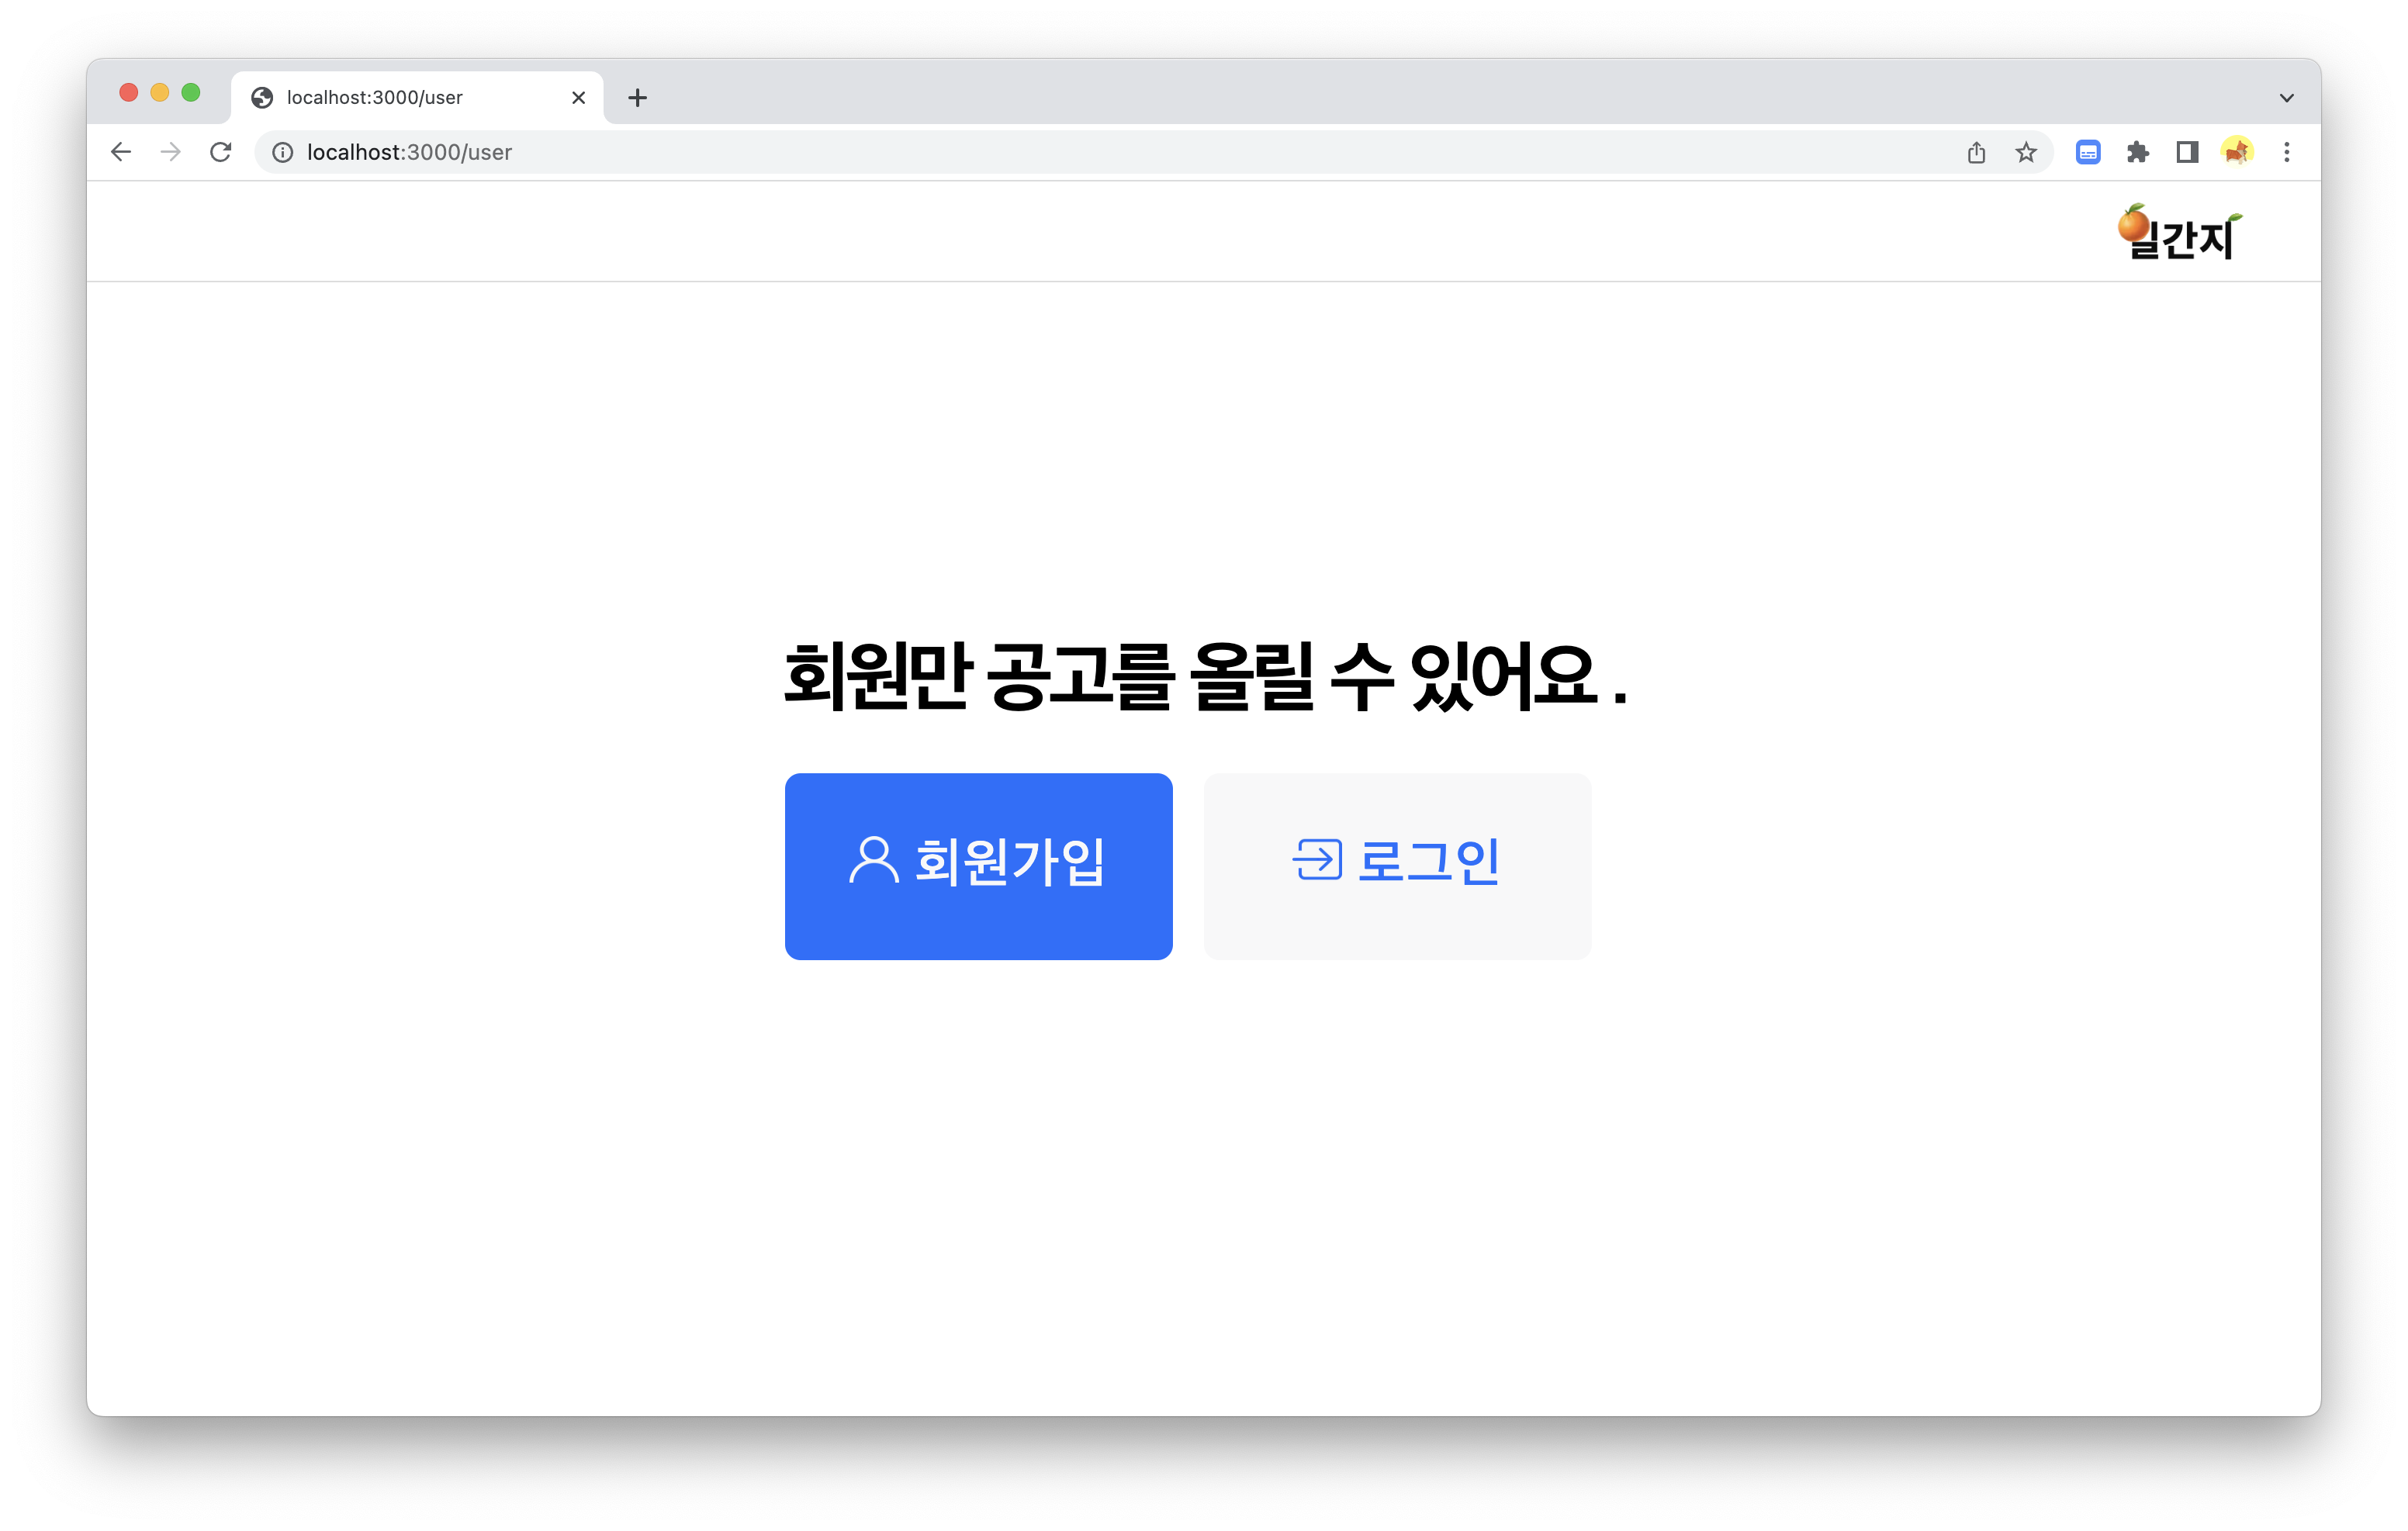 localhost:3000/user
localhost:3000/user
일간지
회원만 공고를 올릴 수 있어요 .
회원가입
로그인